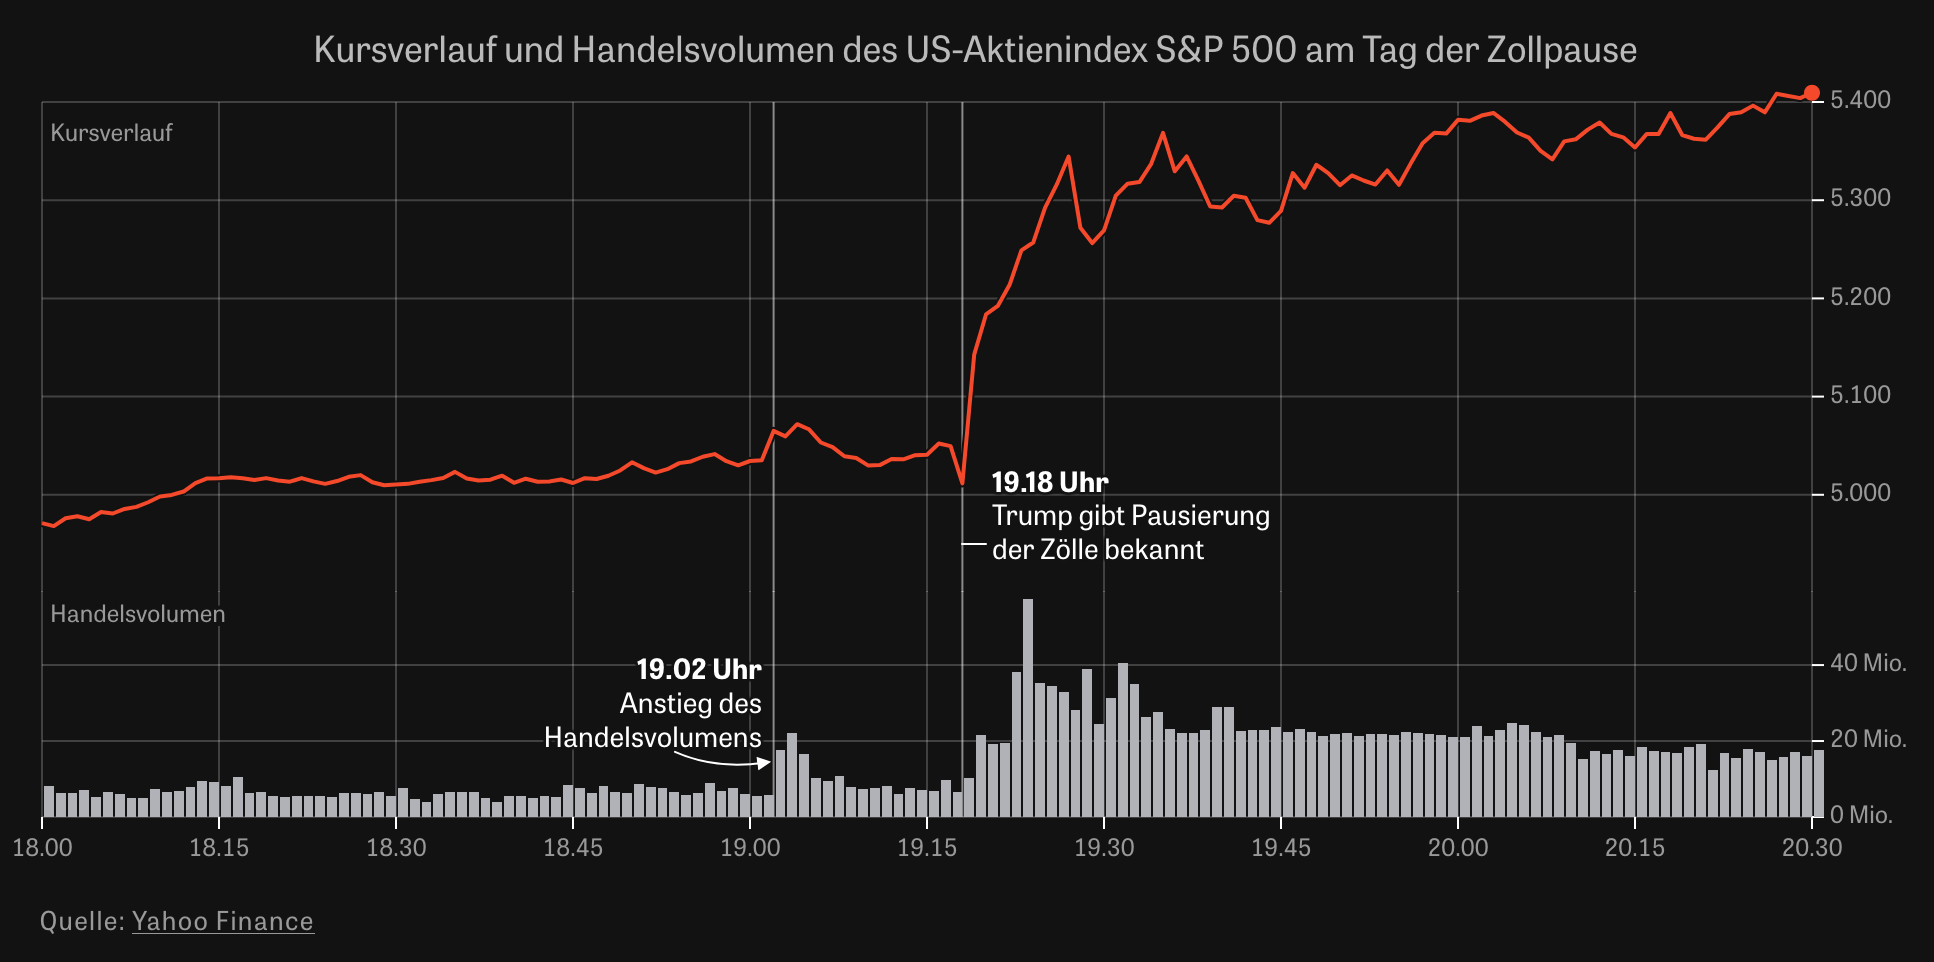 Kursverlauf und Handelsvolumen des US-Aktienindex S&P 500 am Tag der Zollpause
Kursverlauf
5.400
5.300
5.200
5.100
5.000
19.18 Uhr
Trump gibt Pausierung
der Zölle bekannt
Handelsvolumen
19.02 Uhr
Anstieg des
Handelsvolumens
40 Mio.
20 Mio.
0 Mio.
18.00 18.15 18.30 18.45 19.00 19.15 19.30 19.45 20.00 20.15 20.30
Quelle: Yahoo Finance